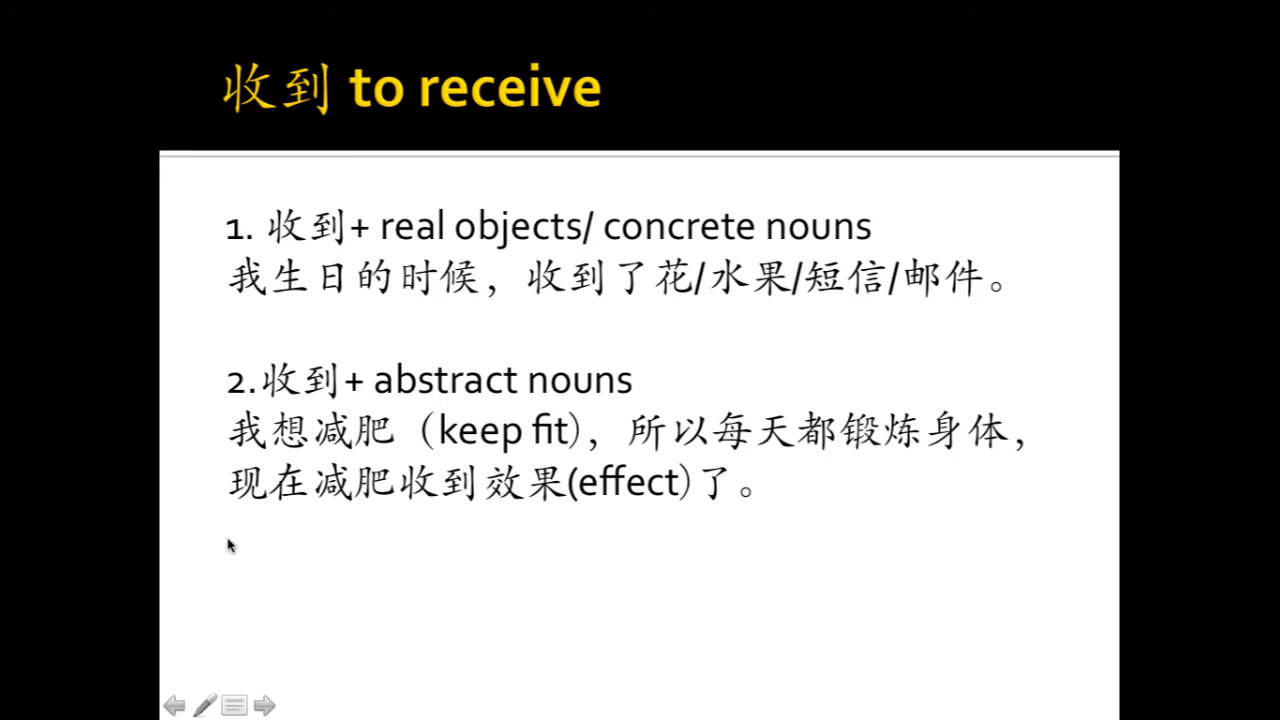 收到 to receive
1. 收到+ real objects/ concrete nouns
我生日的时候，收到了花/水果/短信/邮件。
2.收到+ abstract nouns
我想减肥（keep fit)，所以每天都锻炼身体，
现在减肥收到效果(effect）了。